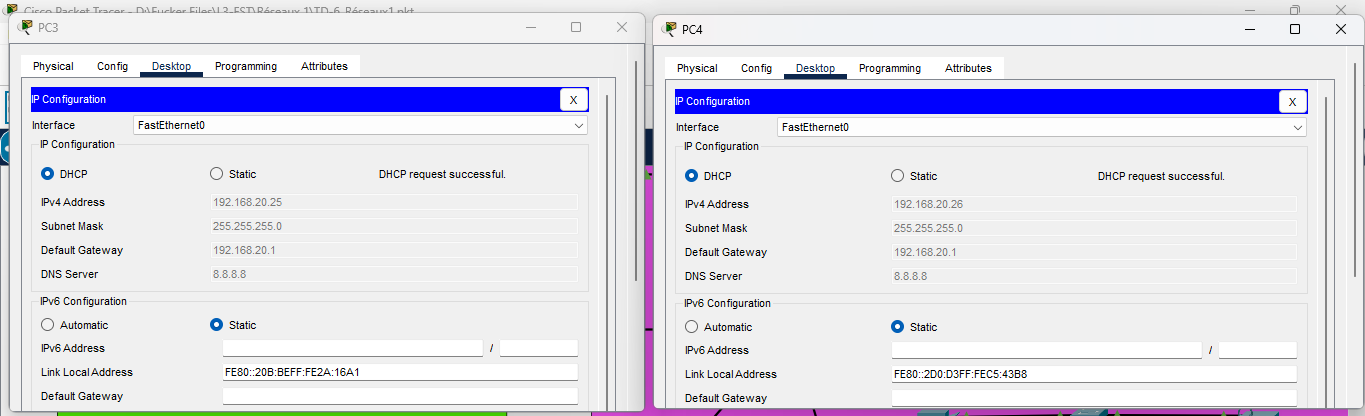 Cisco Packet Tracer - D:\Fucker Files\L3-EST\Réseaux 1\TD-6-Réseaux1.pkt
PC3
Physical Config Desktop Programming Attributes
IP Configuration X
Interface FastEthernet0
IP Configuration
DHCP Static DHCP request successful.
IPv4 Address 192.168.20.25
Subnet Mask 255.255.255.0
Default Gateway 192.168.20.1
DNS Server 8.8.8.8
IPv6 Configuration
Automatic Static
IPv6 Address /
Link Local Address FE80::20B:BEFF:FE2A:16A1
Default Gateway
PC4
Physical Config Desktop Programming Attributes
IP Configuration X
Interface FastEthernet0
IP Configuration
DHCP Static DHCP request successful.
IPv4 Address 192.168.20.26
Subnet Mask 255.255.255.0
Default Gateway 192.168.20.1
DNS Server 8.8.8.8
IPv6 Configuration
Automatic Static
IPv6 Address /
Link Local Address FE80::2D0:D3FF:FEC5:43B8
Default Gateway